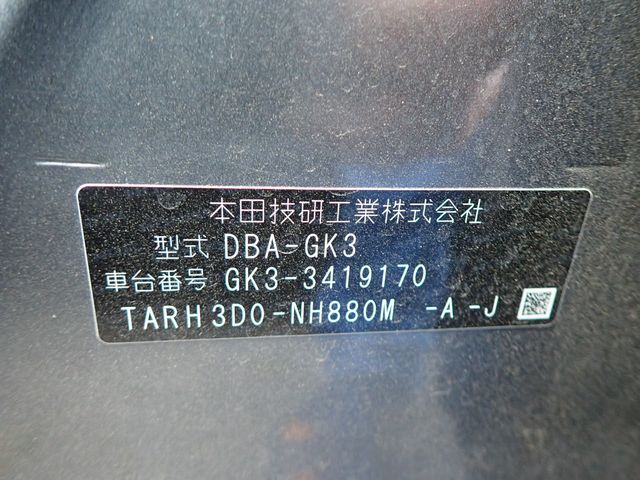 本田技研工業株式会社
型式 DBA-GK3
車台番号 GK3-3419170
TARH3D0-NH880M -A-J